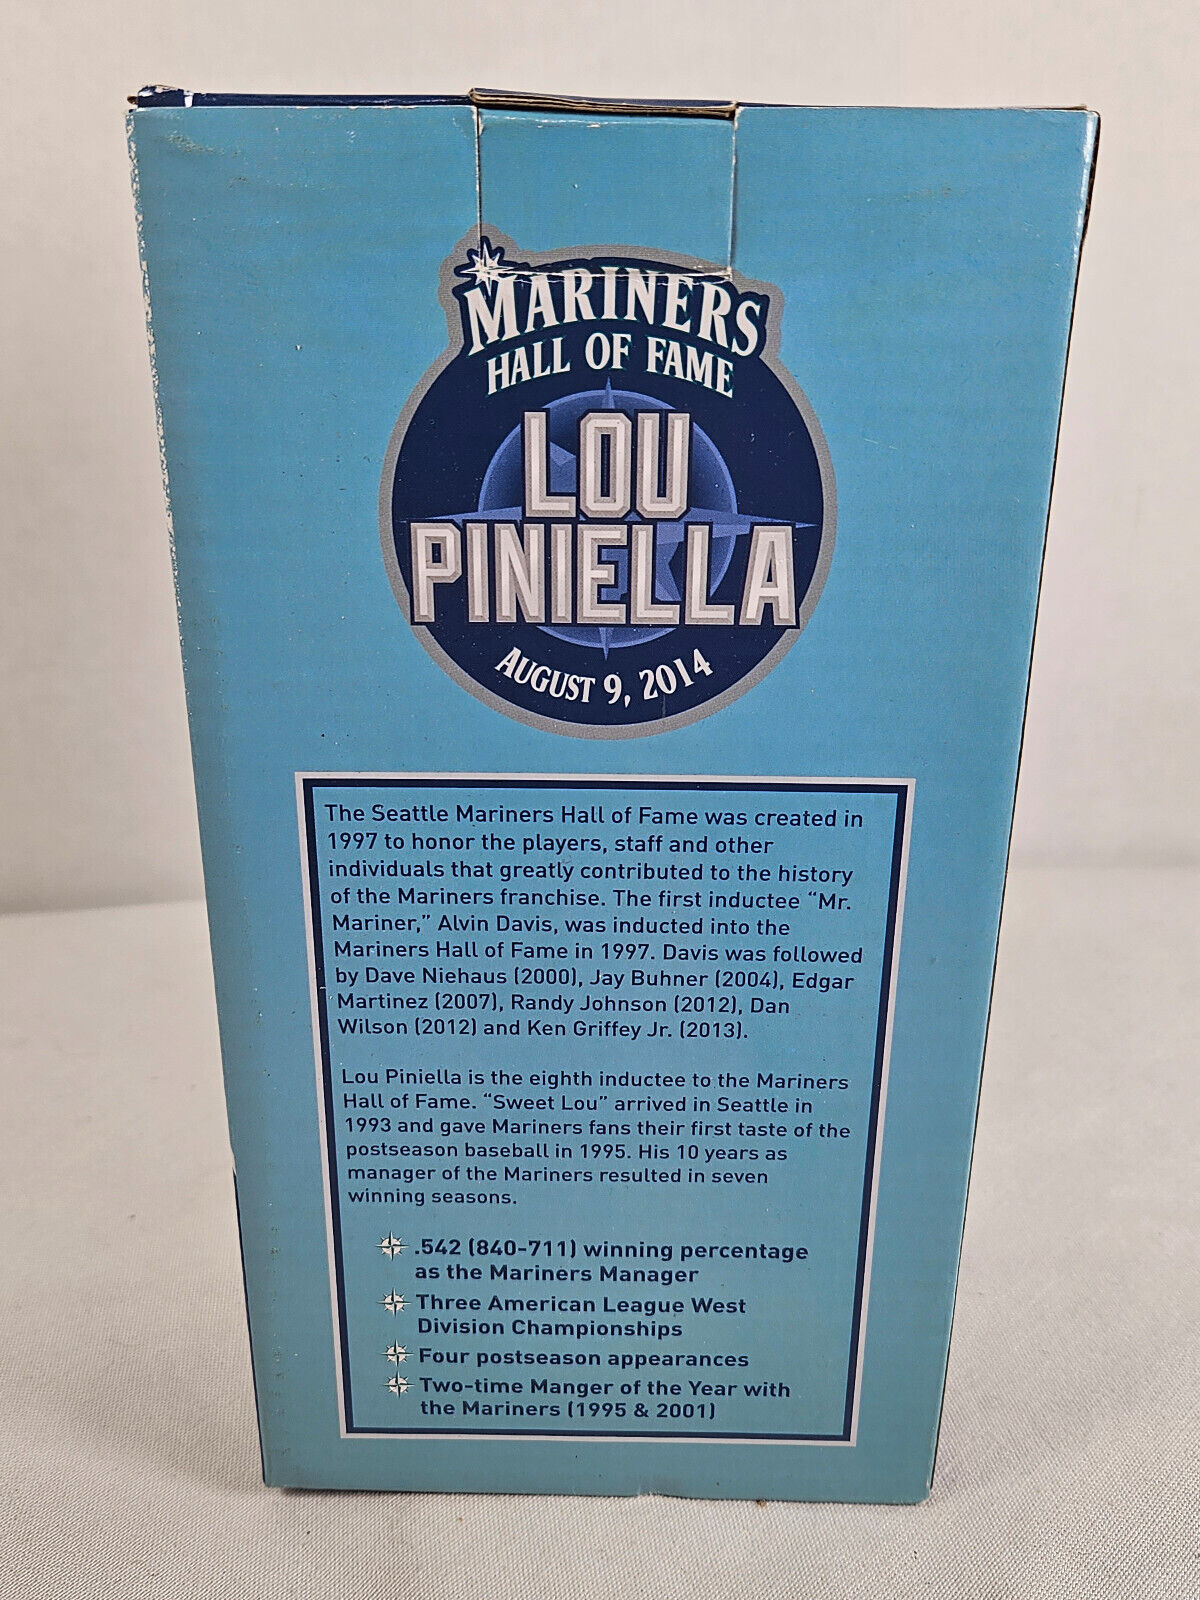 MARINERS
HALL OF FAME
LOU
PINIELLA
AUGUST 9, 2014
The Seattle Mariners Hall of Fame was created in
1997 to honor the players, staff and other
individuals that greatly contributed to the history
of the Mariners franchise. The first inductee “Mr.
Mariner,” Alvin Davis, was inducted into the
Mariners Hall of Fame in 1997. Davis was followed
by Dave Niehaus (2000), Jay Buhner (2004), Edgar
Martinez (2007), Randy Johnson (2012), Dan
Wilson (2012) and Ken Griffey Jr. (2013).
Lou Piniella is the eighth inductee to the Mariners
Hall of Fame. “Sweet Lou” arrived in Seattle in
1993 and gave Mariners fans their first taste of the
postseason baseball in 1995. His 10 years as
manager of the Mariners resulted in seven
winning seasons.
.542 (840-711) winning percentage
as the Mariners Manager
Three American League West
Division Championships
Four postseason appearances
Two-time Manger of the Year with
the Mariners (1995 & 2001)